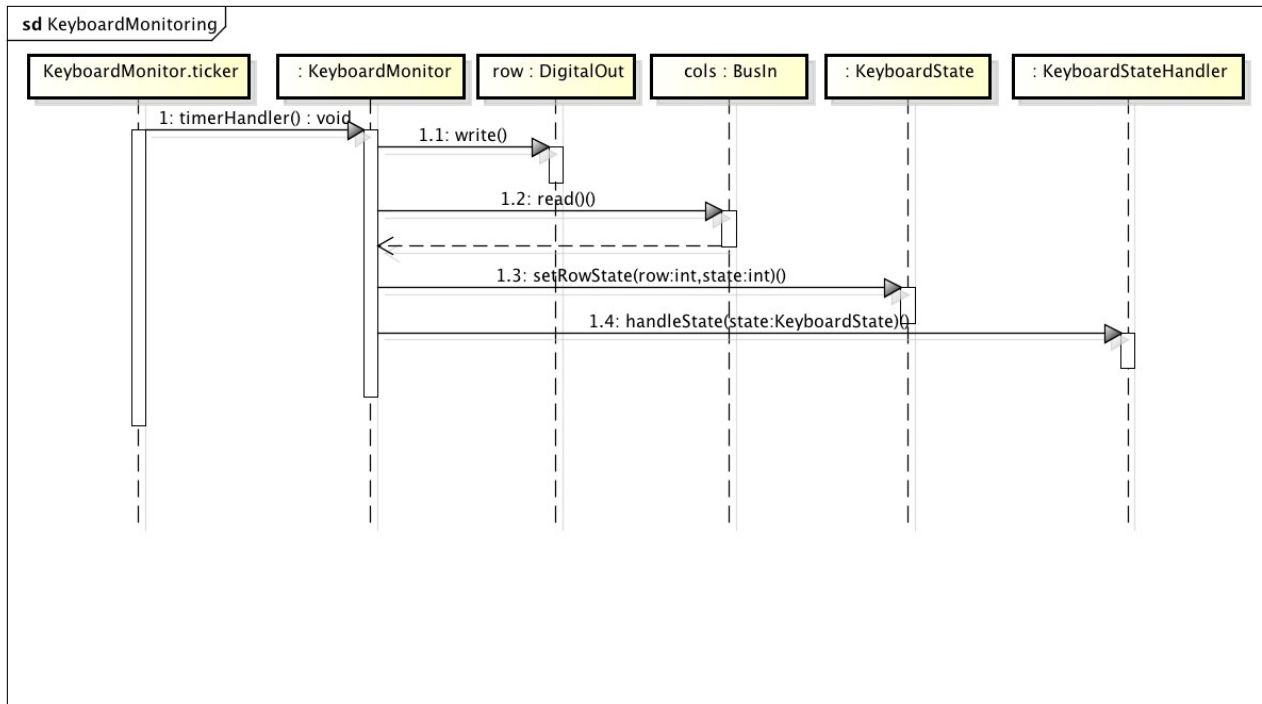 sd KeyboardMonitoring
KeyboardMonitor.ticker
: KeyboardMonitor
row : DigitalOut
cols : BusIn
: KeyboardState
: KeyboardStateHandler
1: timerHandler() : void
1.1: write()
1.2: read()()
1.3: setRowState(row:int,state:int)()
1.4: handleState(state:KeyboardState)()